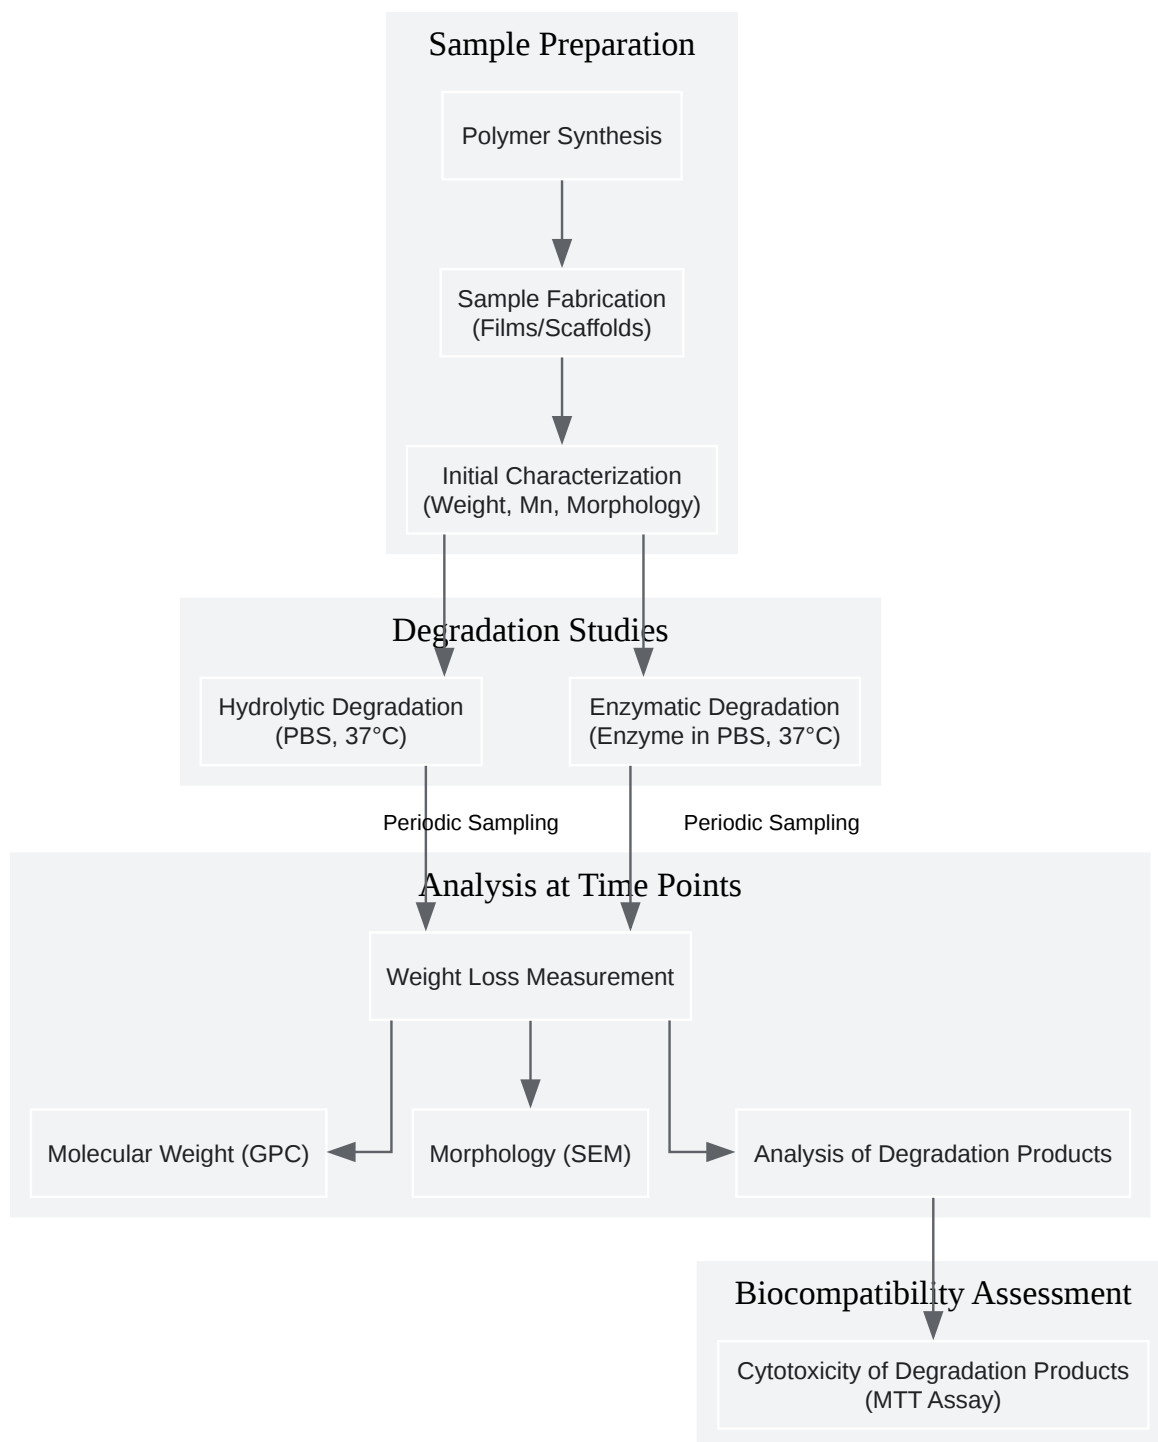 Sample Preparation
Polymer Synthesis
Sample Fabrication
(Films/Scaffolds)
Initial Characterization
(Weight, Mn, Morphology)
Degradation Studies
Hydrolytic Degradation
(PBS, 37°C)
Enzymatic Degradation
(Enzyme in PBS, 37°C)
Periodic Sampling
Periodic Sampling
Analysis at Time Points
Weight Loss Measurement
Molecular Weight (GPC)
Morphology (SEM)
Analysis of Degradation Products
Biocompatibility Assessment
Cytotoxicity of Degradation Products
(MTT Assay)